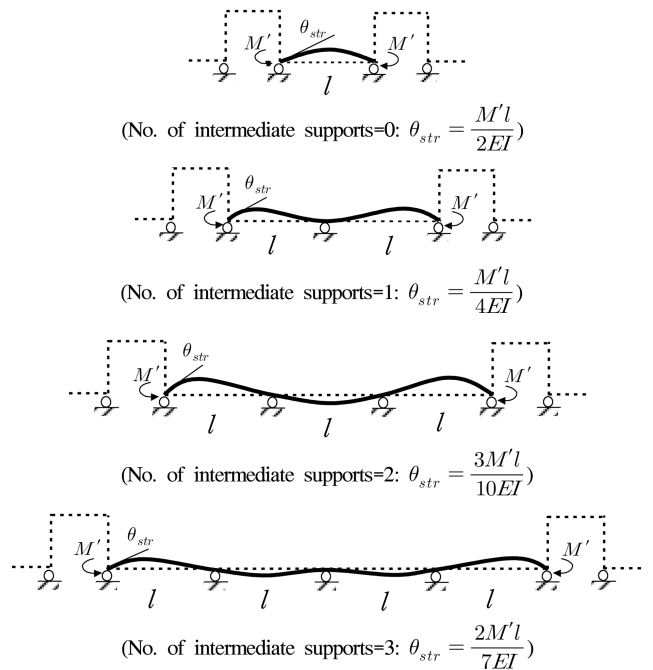 θ_str
M′ M′
l
(No. of intermediate supports=0: θ_str = M′l/2EI)
θ_str
M′ M′
l l
(No. of intermediate supports=1: θ_str = M′l/4EI)
θ_str
M′ M′
l l l
(No. of intermediate supports=2: θ_str = 3M′l/10EI)
θ_str
M′ M′
l l l l
(No. of intermediate supports=3: θ_str = 2M′l/7EI)